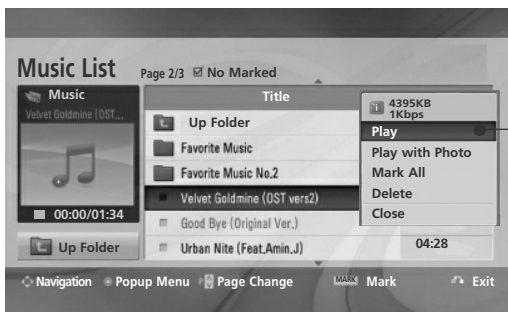 Music List Page 2/3 No Marked
Music
Velvet Goldmine (OST...
00:00/01:34
Up Folder
Title
Up Folder
Favorite Music
Favorite Music No.2
Velvet Goldmine (OST vers2)
Good Bye (Original Ver.)
Urban Nite (Feat.Amin.J) 04:28
4395KB
1Kbps
Play
Play with Photo
Mark All
Delete
Close
Navigation Popup Menu Page Change MARK Mark Exit